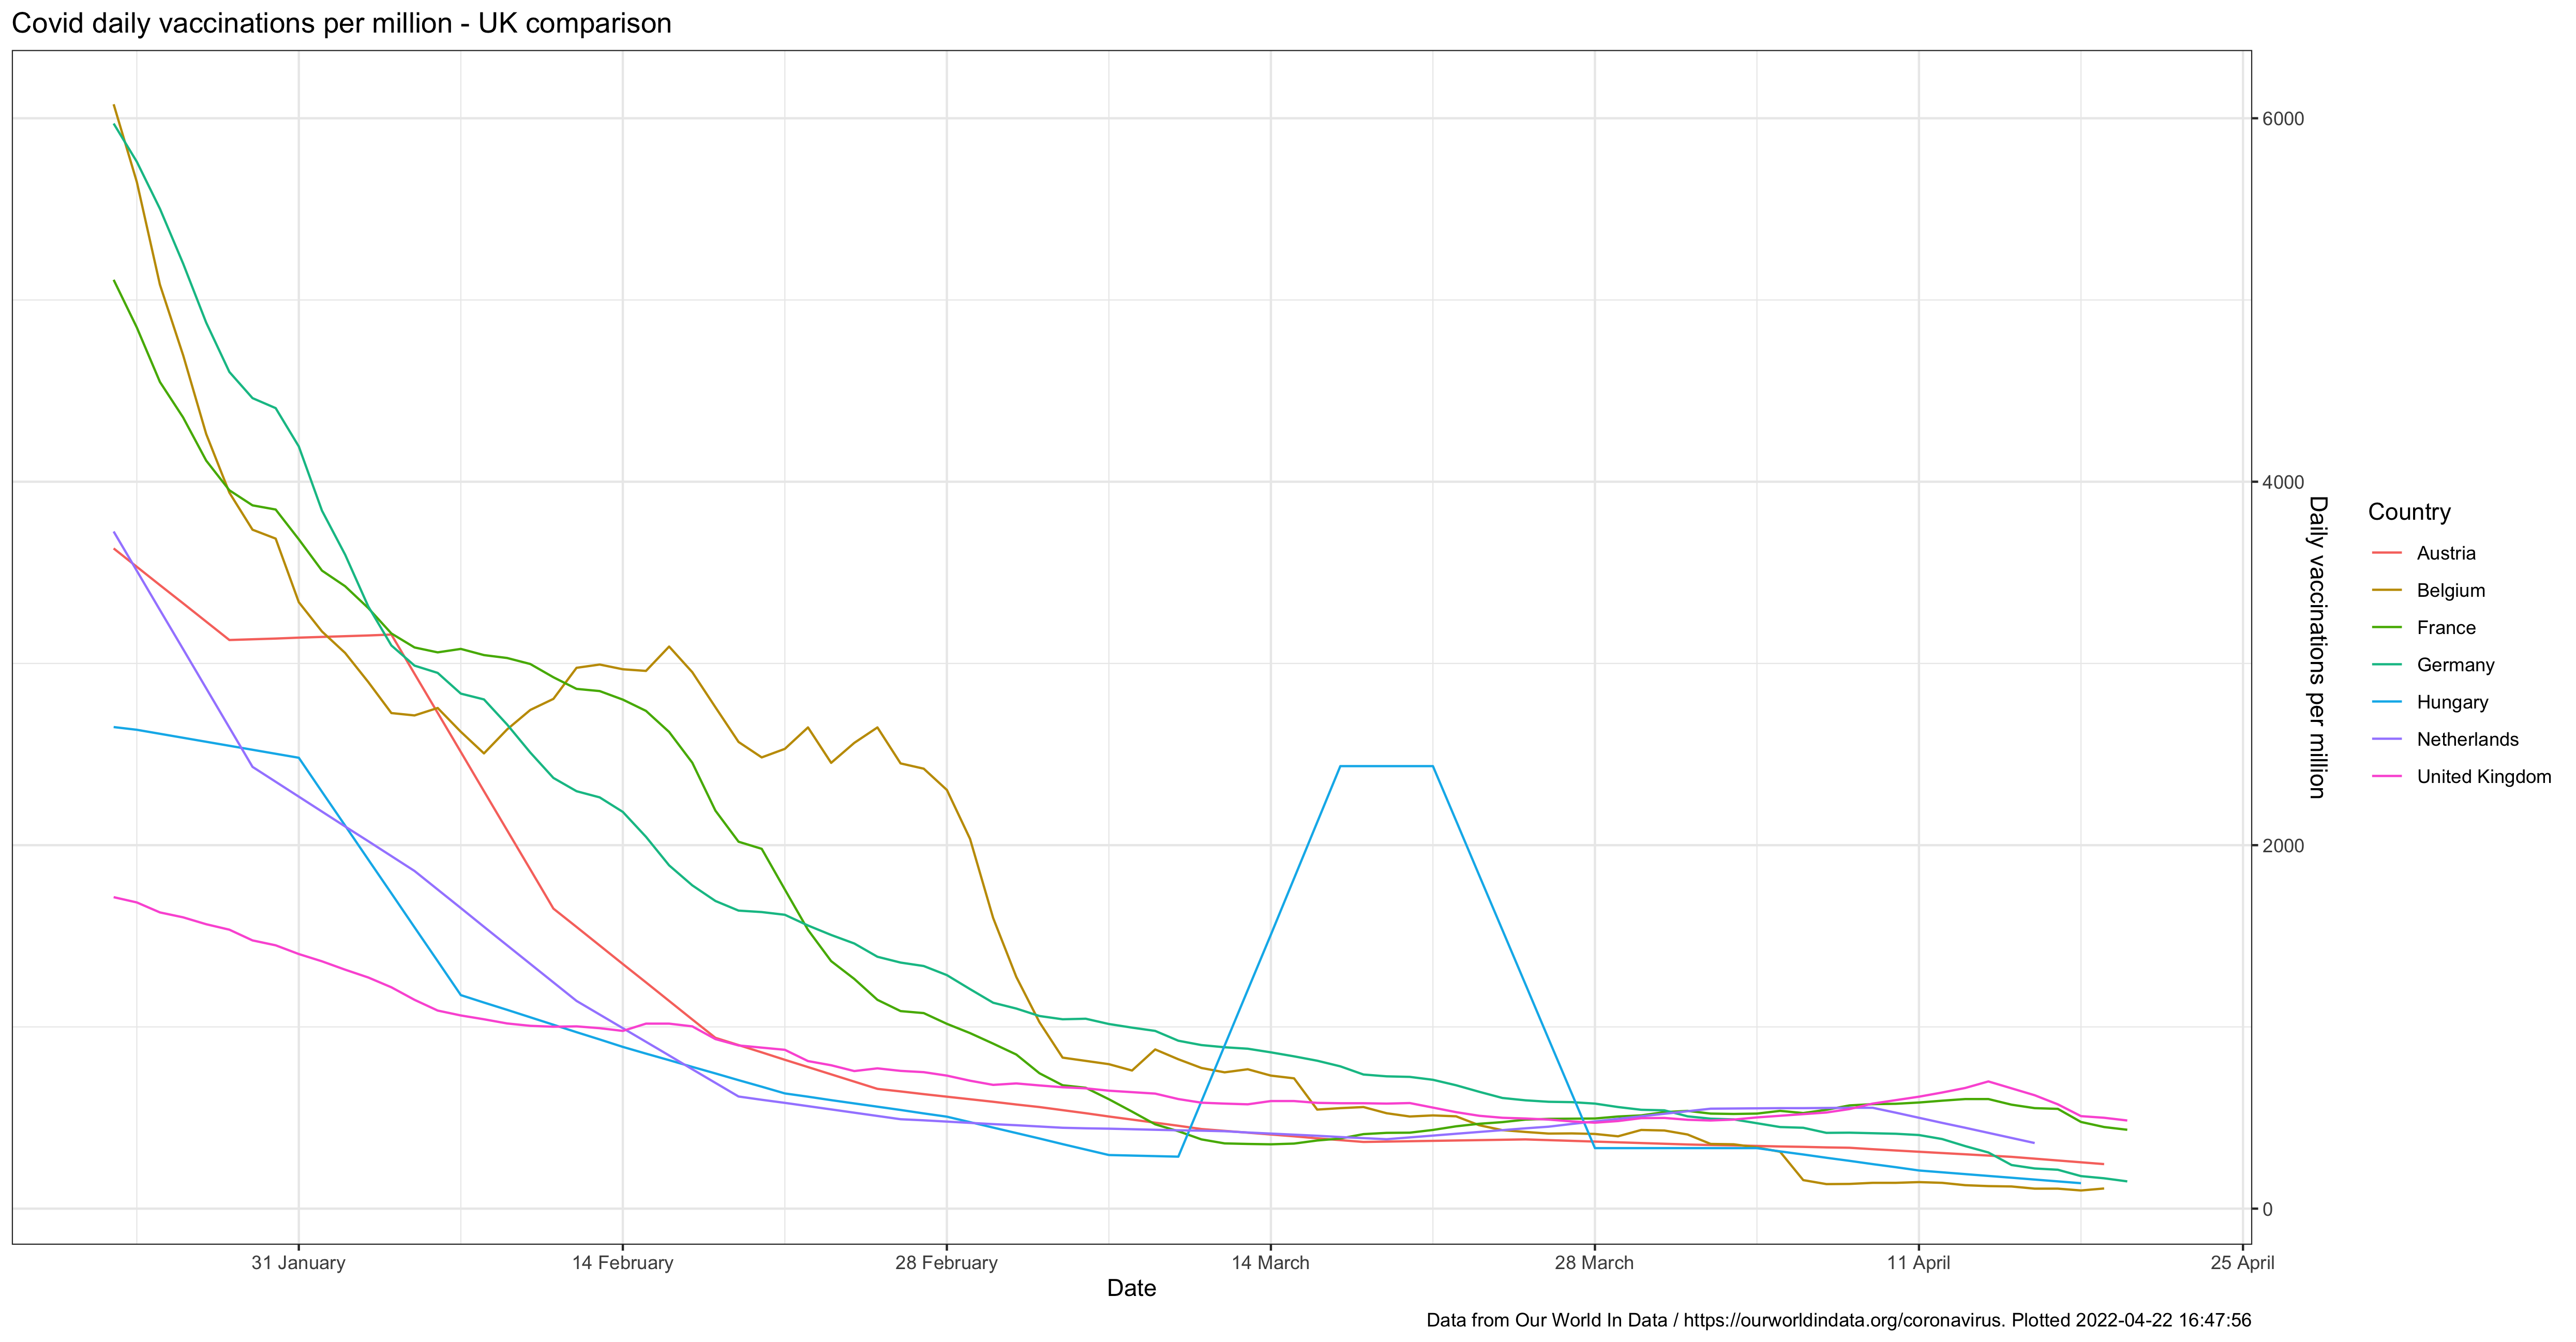 Covid daily vaccinations per million - UK comparison
6000
4000
2000
0
Daily vaccinations per million
Country
Austria
Belgium
France
Germany
Hungary
Netherlands
United Kingdom
31 January
14 February
28 February
14 March
28 March
11 April
25 April
Date
Data from Our World In Data / https://ourworldindata.org/coronavirus. Plotted 2022-04-22 16:47:56